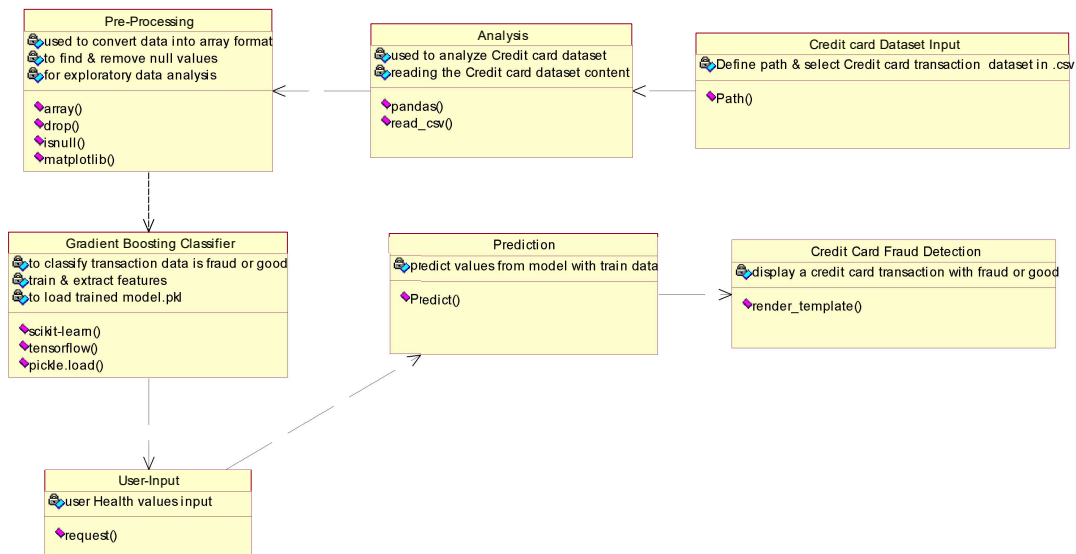 Pre-Processing
used to convert data into array format
to find & remove null values
for exploratory data analysis
array()
drop()
isnull()
matplotlib()
Analysis
used to analyze Credit card dataset
reading the Credit card dataset content
pandas()
read_csv()
Credit card Dataset Input
Define path & select Credit card transaction dataset in .csv
Path()
Gradient Boosting Classifier
to classify transaction data is fraud or good
train & extract features
to load trained model.pkl
scikit-learn()
tensorflow()
pickle.load()
Prediction
predict values from model with train data
Predict()
Credit Card Fraud Detection
display a credit card transaction with fraud or good
render_template()
User-Input
user Health values input
request()